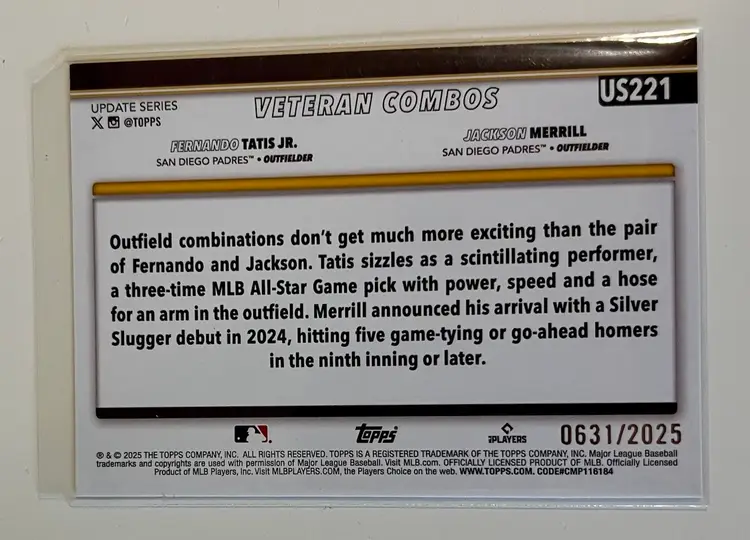 UPDATE SERIES
@TOPPS
VETERAN COMBOS
US221
FERNANDO TATIS JR.
SAN DIEGO PADRES™ • OUTFIELDER
JACKSON MERRILL
SAN DIEGO PADRES™ • OUTFIELDER
Outfield combinations don't get much more exciting than the pair
of Fernando and Jackson. Tatis sizzles as a scintillating performer,
a three-time MLB All-Star Game pick with power, speed and a hose
for an arm in the outfield. Merrill announced his arrival with a Silver
Slugger debut in 2024, hitting five game-tying or go-ahead homers
in the ninth inning or later.
topps
PLAYERS
0631/2025
® & © 2025 THE TOPPS COMPANY, INC. ALL RIGHTS RESERVED. TOPPS IS A REGISTERED TRADEMARK OF THE TOPPS COMPANY, INC. Major League Baseball
trademarks and copyrights are used with permission of Major League Baseball. Visit MLB.com. OFFICIALLY LICENSED PRODUCT OF MLB. Officially Licensed
Product of MLB Players, Inc. Visit MLBPLAYERS.COM, the Players Choice on the web. WWW.TOPPS.COM. CODE#CMP116184